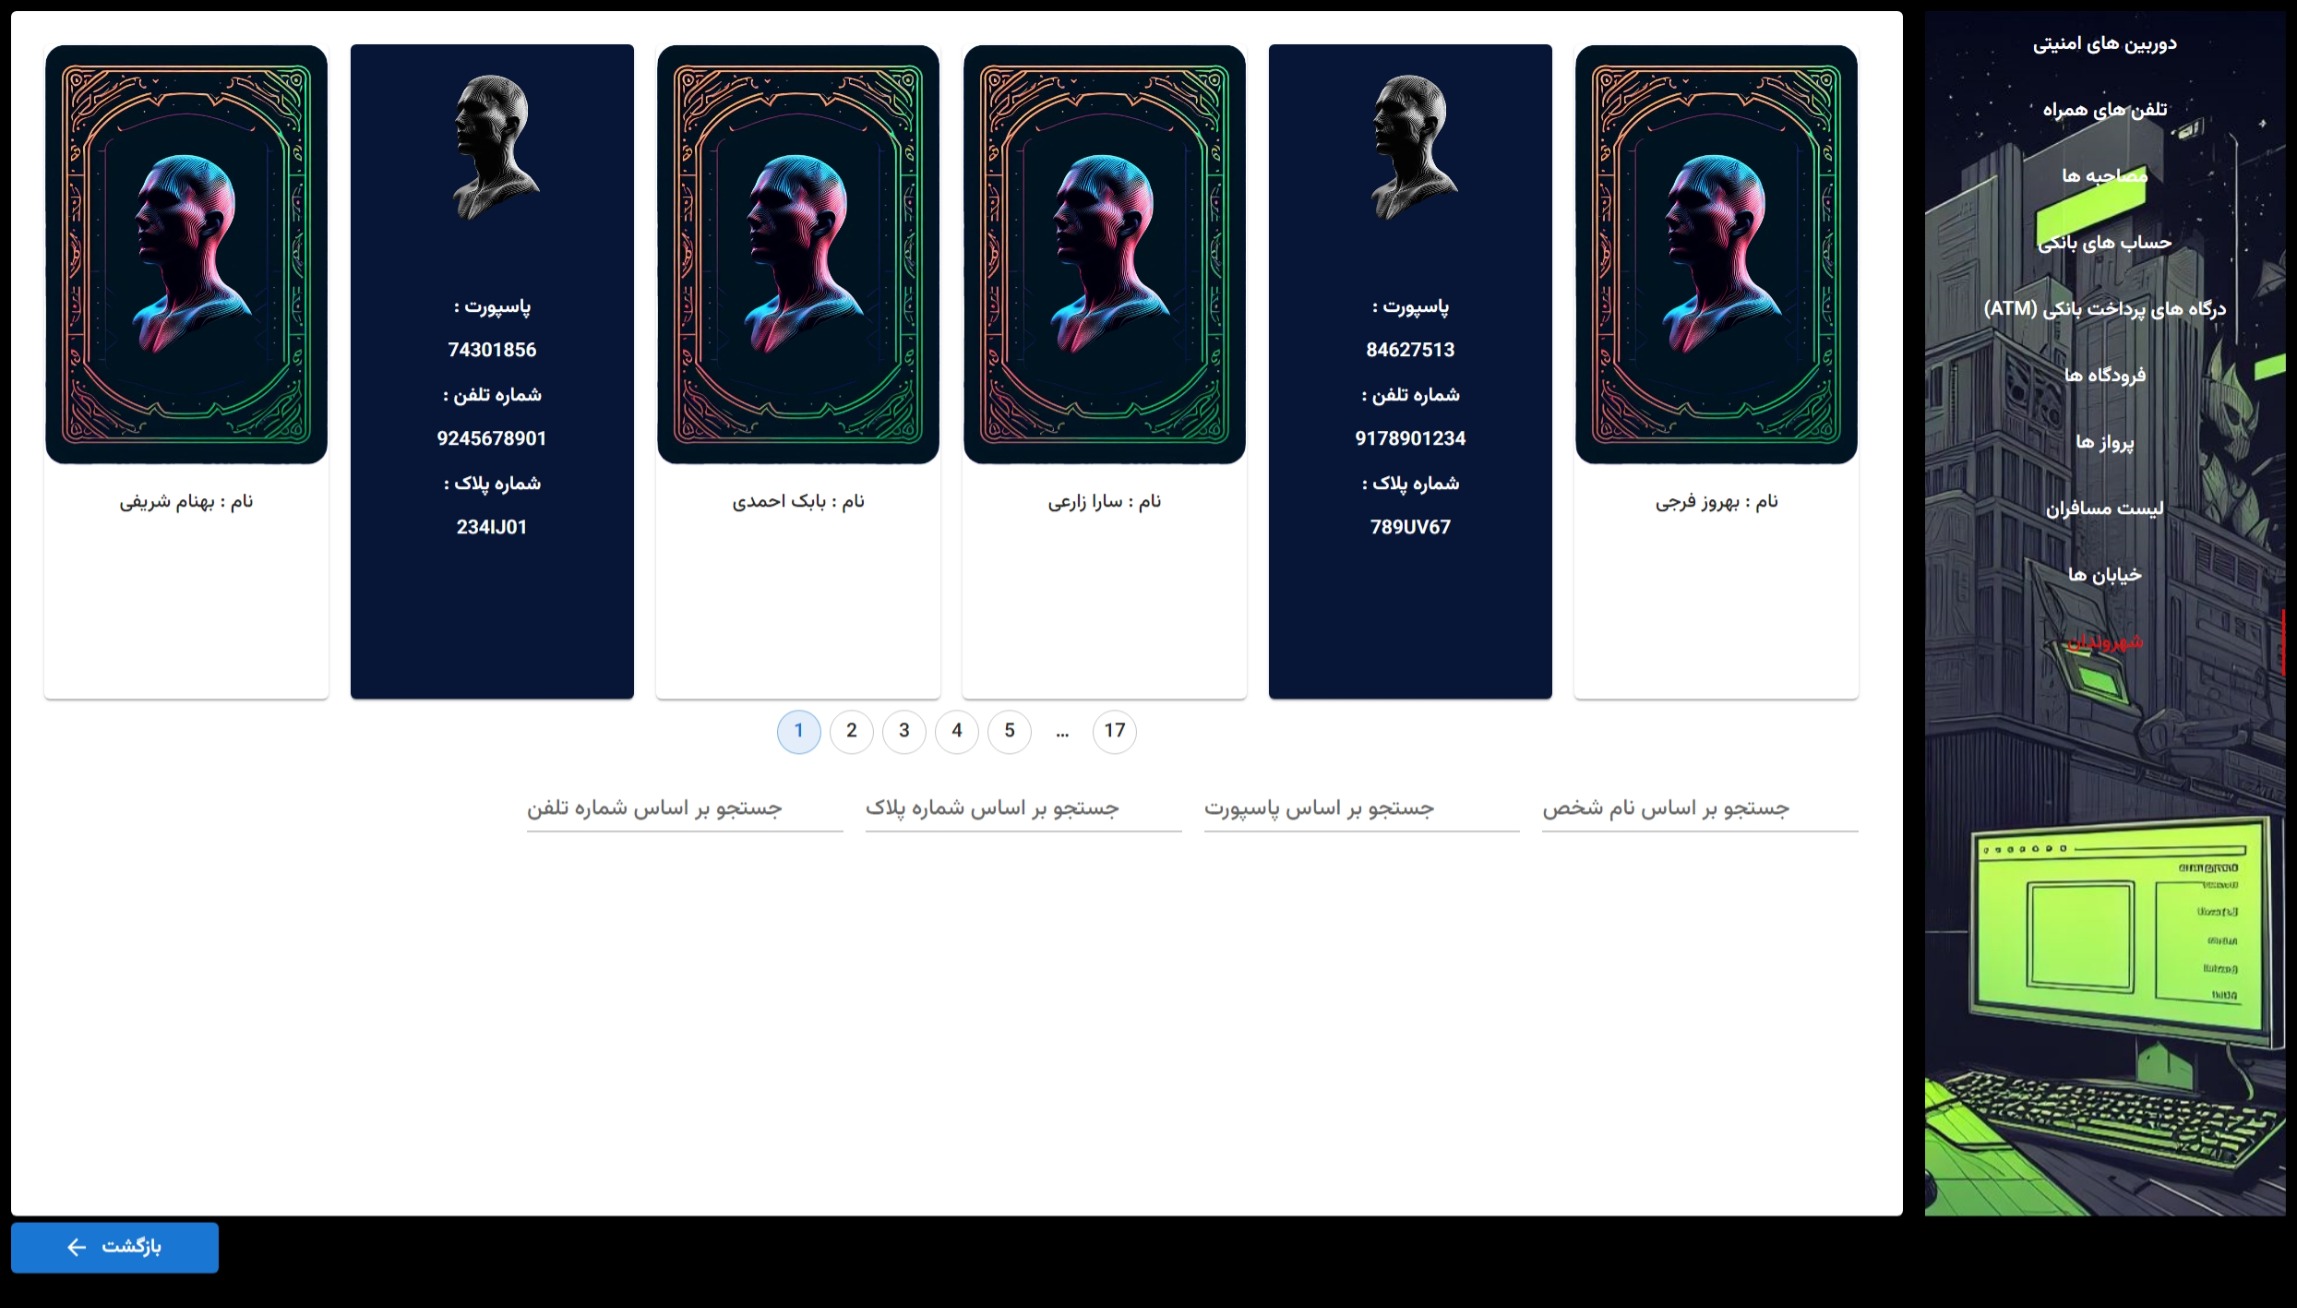 دوربین های امنیتی
تلفن های همراه
مصاحبه ها
حساب های بانکی
درگاه های پرداخت بانکی (ATM)
فرودگاه ها
پرواز ها
لیست مسافران
خیابان ها
شهروندان
نام : بهروز فرجی
پاسپورت :
84627513
شماره تلفن :
9178901234
شماره پلاک :
789UV67
نام : سارا زارعی
نام : بابک احمدی
پاسپورت :
74301856
شماره تلفن :
9245678901
شماره پلاک :
234IJ01
نام : بهنام شریفی
1 2 3 4 5 ... 17
جستجو بر اساس نام شخص
جستجو بر اساس پاسپورت
جستجو بر اساس شماره پلاک
جستجو بر اساس شماره تلفن
بازگشت